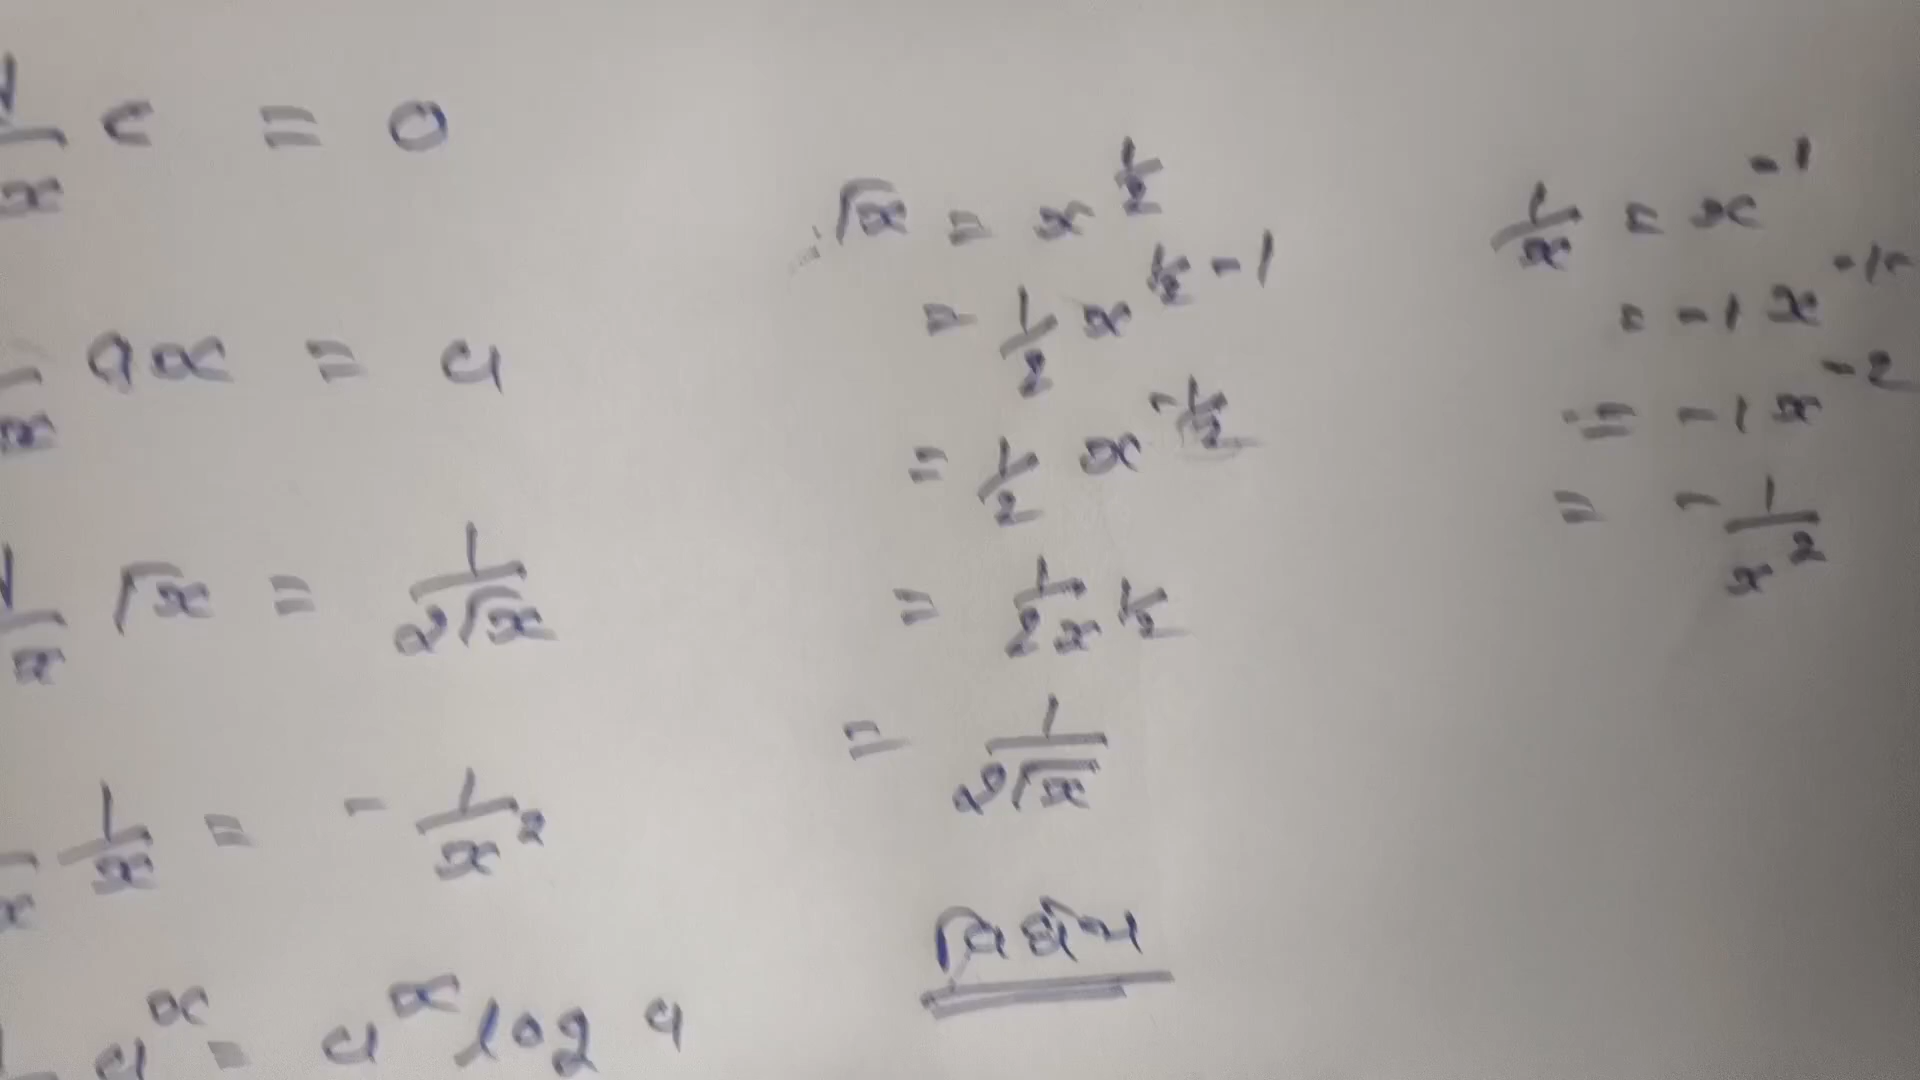 d/dx c = 0
d/dx ax = a
d/dx √x = 1/(2√x)
d/dx 1/x = - 1/x²
d/dx a^x = a^x log a
√x = x^(1/2)
= 1/2 x^(1/2 - 1)
= 1/2 x^(-1/2)
= 1/(2x^(1/2))
= 1/(2√x)
1/x = x^(-1)
= -1 x^(-1-
= -1 x^(-2)
= - 1/x²